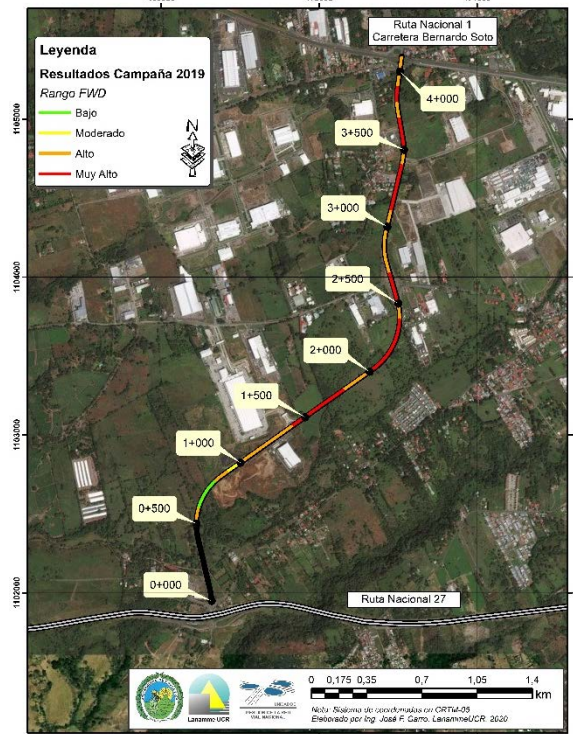 Ruta Nacional 1
Carretera Bernardo Soto
Leyenda
Resultados Campaña 2019
Rango FWD
Bajo
Moderado
Alto
Muy Alto
N
4+000
3+500
3+000
2+500
2+000
1+500
1+000
0+500
0+000
1105000
1104000
1103000
1102000
Ruta Nacional 27
Lanamme UCR
0 0,175 0,35 0,7 1,05 1,4
km
Nota: Sistema de coordenadas en CRTM-05
Elaborado por Ing. José F. Garro. LanammeUCR. 2020